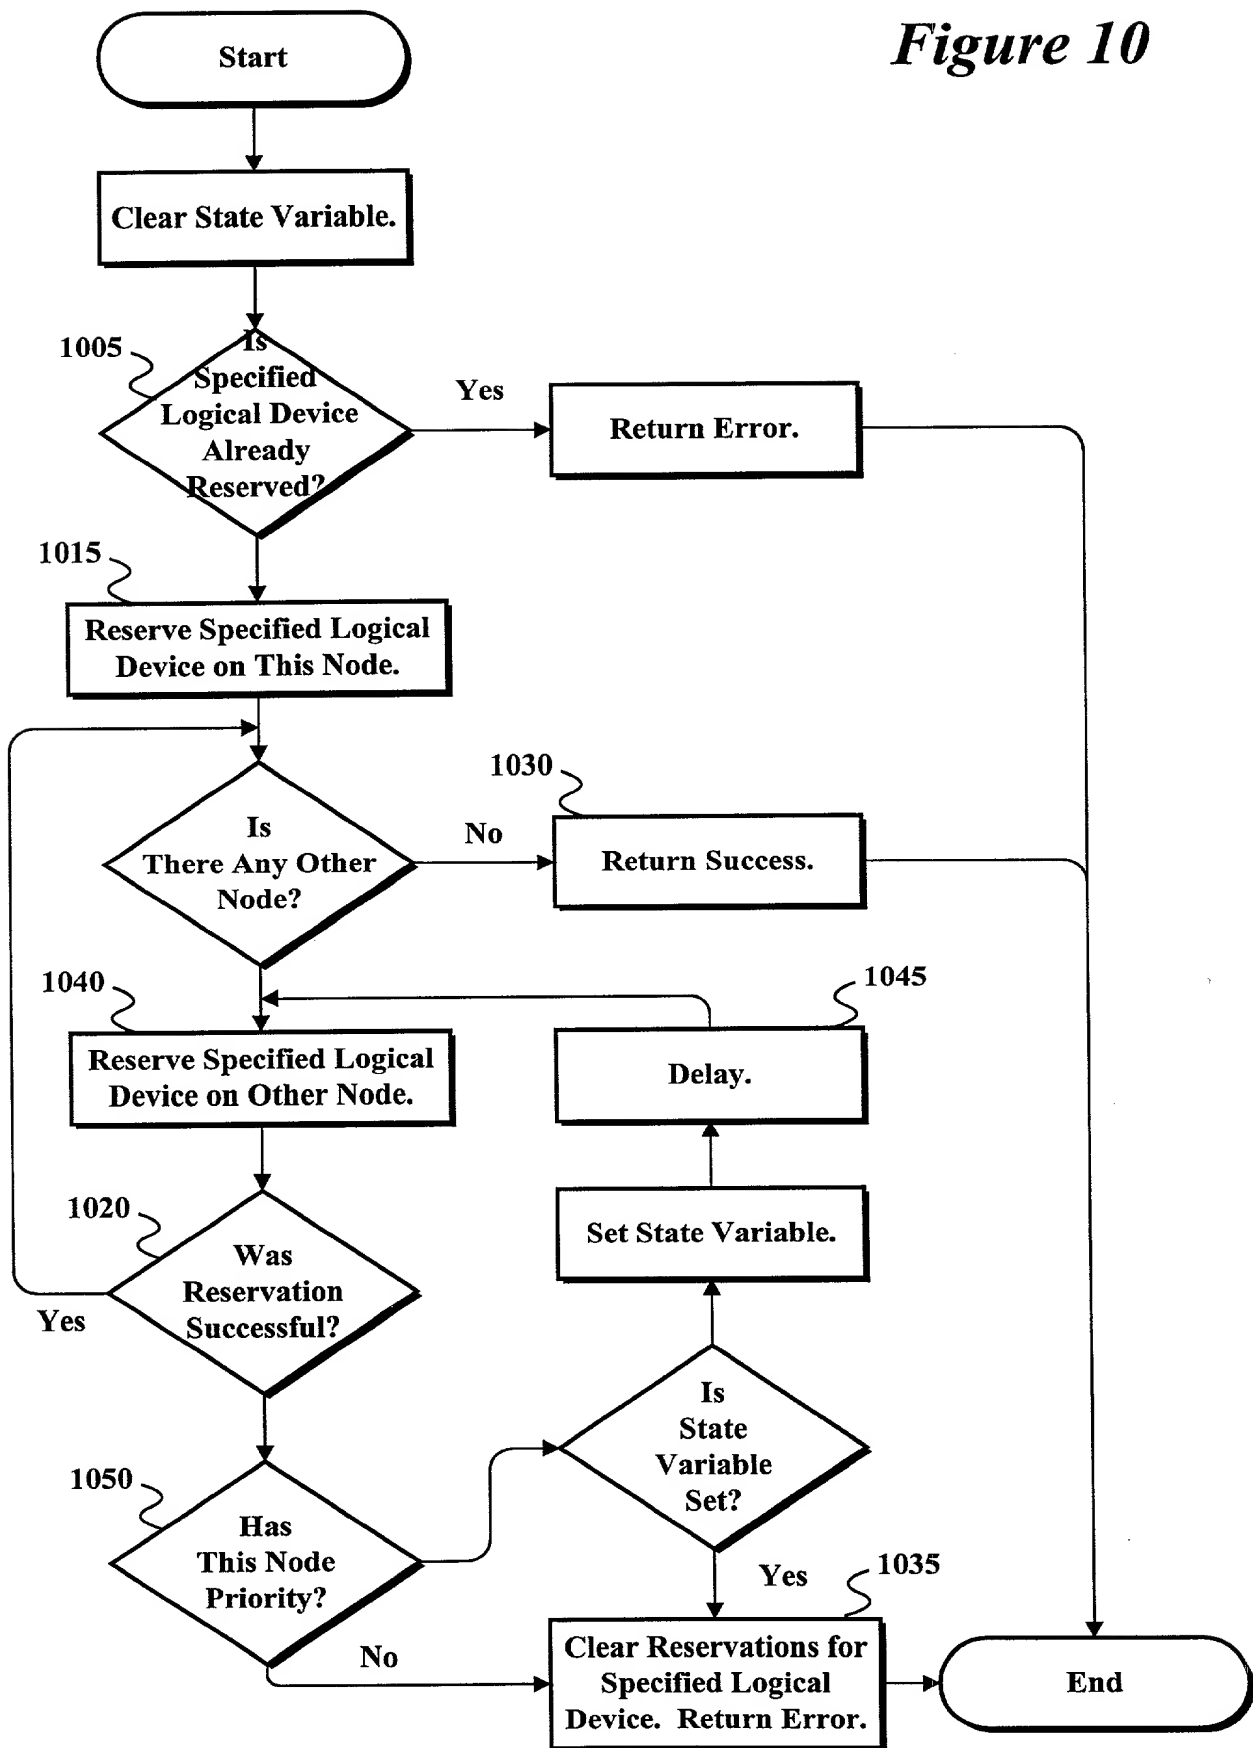 Figure 10
Start
Clear State Variable.
1005
Is
Specified
Logical Device
Already
Reserved?
Yes
Return Error.
1015
Reserve Specified Logical
Device on This Node.
1030
Is
There Any Other
Node?
No
Return Success.
1040
1045
Reserve Specified Logical
Device on Other Node.
Delay.
1020
Set State Variable.
Was
Reservation
Successful?
Yes
Is
State
Variable
Set?
1050
Has
This Node
Priority?
Yes
1035
No
Clear Reservations for
Specified Logical
Device. Return Error.
End